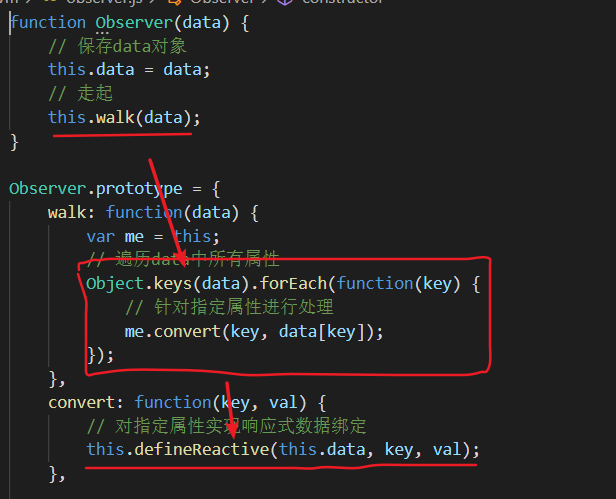 observer.js > Observer > constructor
function Observer(data) {
// 保存data对象
this.data = data;
// 走起
this.walk(data);
}
Observer.prototype = {
walk: function(data) {
var me = this;
// 遍历data中所有属性
Object.keys(data).forEach(function(key) {
// 针对指定属性进行处理
me.convert(key, data[key]);
});
},
convert: function(key, val) {
// 对指定属性实现响应式数据绑定
this.defineReactive(this.data, key, val);
},